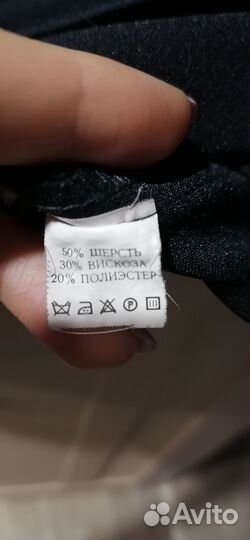 50% ШЕРСТЬ
30% ВИСКОЗА
20% ПОЛИЭСТЕР
P
Avito